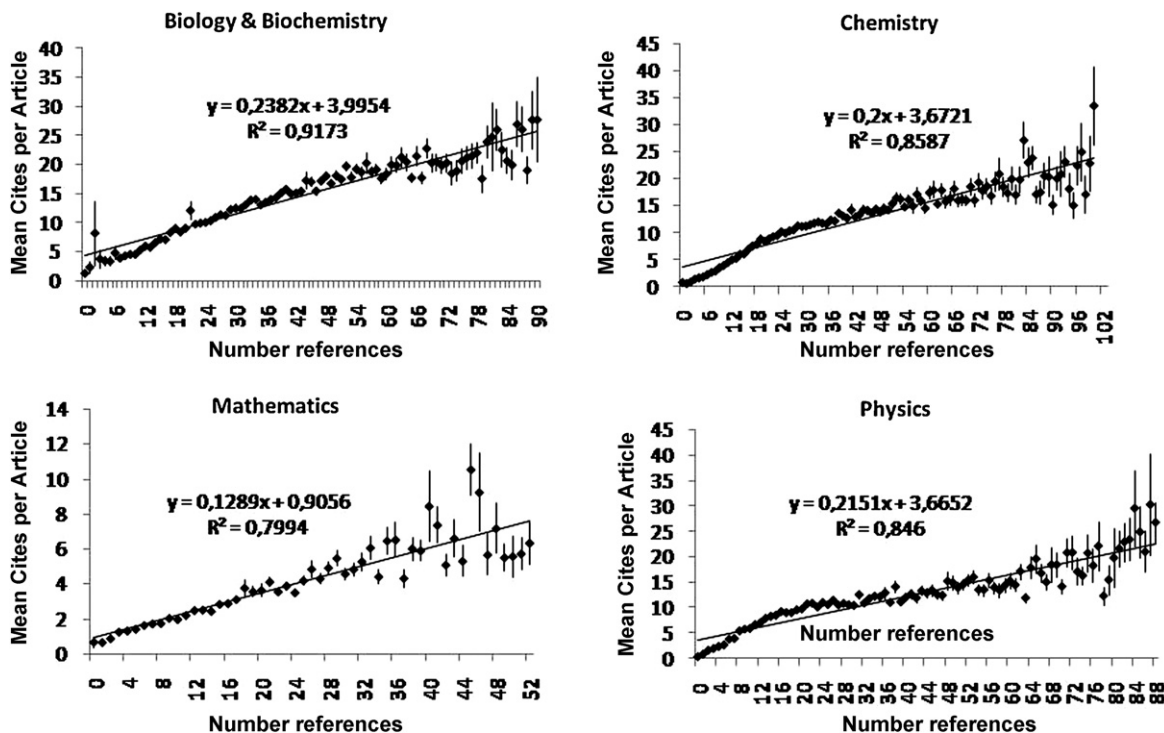 Biology & Biochemistry
Mean Cites per Article
40
35
30
25
20
15
10
5
0
y = 0,2382x + 3,9954
R² = 0,9173
0 6 12 18 24 30 36 42 48 54 60 66 72 78 84 90
Number references
Chemistry
Mean Cites per Article
45
40
35
30
25
20
15
10
5
0
y = 0,2x + 3,6721
R² = 0,8587
0 6 12 18 24 30 36 42 48 54 60 66 72 78 84 90 96 102
Number references
Mathematics
Mean Cites per Article
14
12
10
8
6
4
2
0
y = 0,1289x + 0,9056
R² = 0,7994
0 4 8 12 16 20 24 28 32 36 40 44 48 52
Number references
Physics
Mean Cites per Article
45
40
35
30
25
20
15
10
5
0
y = 0,2151x + 3,6652
R² = 0,846
Number references
0 4 8 12 16 20 24 28 32 36 40 44 48 52 56 60 64 68 72 76 80 84 88
Number references